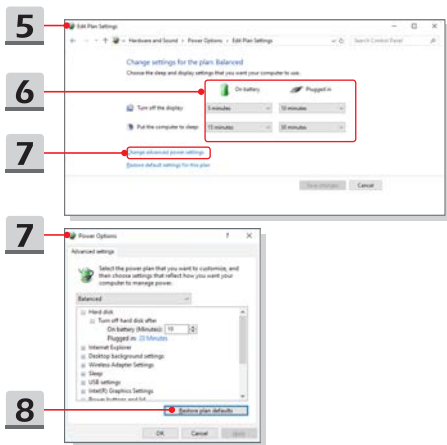 5
Edit Plan Settings
Hardware and Sound > Power Options > Edit Plan Settings
Search Control Panel
Change settings for the plan: Balanced
Choose the sleep and display settings that you want your computer to use.
6
On battery
Plugged in
Turn off the display:
5 minutes
10 minutes
Put the computer to sleep:
15 minutes
30 minutes
7
Change advanced power settings
Restore default settings for this plan
Save changes
Cancel
7
Power Options
?
Advanced settings
Select the power plan that you want to customize, and
then choose settings that reflect how you want your
computer to manage power.
Balanced
Hard disk
Turn off hard disk after
On battery (Minutes): 10
Plugged in: 20 Minutes
Internet Explorer
Desktop background settings
Wireless Adapter Settings
Sleep
USB settings
Intel(R) Graphics Settings
Power buttons and lid
8
Restore plan defaults
OK
Cancel
Apply